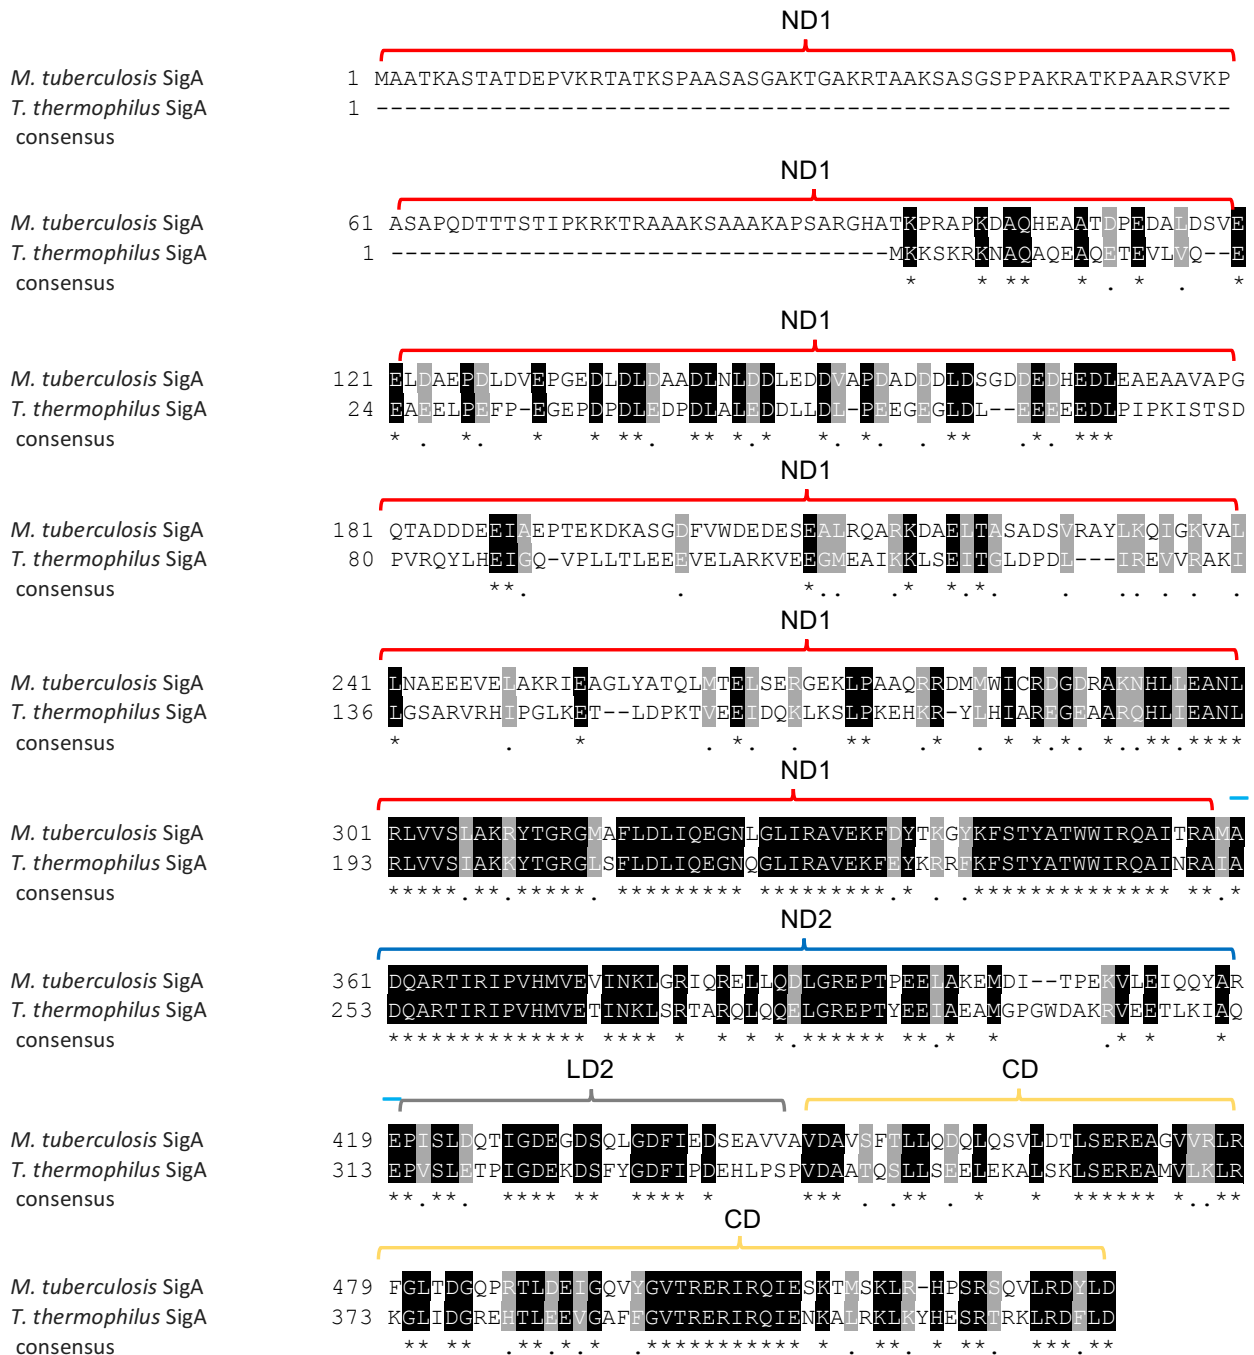 ND1
M. tuberculosis SigA 1 MAATKASTATDEPVKRTATKSPAASASGAKTGAKRTAAKSASGSPPAKRATKPAARSVKP
T. thermophilus SigA 1 ------------------------------------------------------------
consensus
ND1
M. tuberculosis SigA 61 ASAPQDTTTSTIPKRKTRAAAKSAAAKAPSARGHATKPRAPKDAQHEAATDPEDALDSVE
T. thermophilus SigA 1 -----------------------------------MKKSKRKNAQAQEAQETEVLVQ--E
consensus * * ** * . * . *
ND1
M. tuberculosis SigA 121 ELDAEPDLDVEPGEDLDLDAADLNLDDLEDDVAPDADDDLDSGDDEDHEDLEAEAAVAPG
T. thermophilus SigA 24 EAEELPEFP-EGEPDPDLEDPDLALEDDLLDL-PEEGEGLDL--EEEEEDLPIPKISTSD
consensus * . *. * * **. ** *.* *. *. . ** .*. ***
ND1
M. tuberculosis SigA 181 QTADDDEEIAEPTEKDKASGDFVWDEDESEALRQARKDAELTASADSVRAYLKQIGKVAL
T. thermophilus SigA 80 PVRQYLHEIGQ-VPLLTLEEEVELARKVEEGMEAIKKLSEITGLDPDL---IREVVRAKI
consensus **. . *.. .* *.* . .. . . .
ND1
M. tuberculosis SigA 241 LNAEEEVELAKRIEAGLYATQLMTELSERGEKLPAAQRRDMMWICRDGDRAKNHLLEANL
T. thermophilus SigA 136 LGSARVRHIPGLKET--LDPKTVEEIDQKLKSLPKEHKR-YLHIAREGEAARQHLIEANL
consensus * . * . *. . ** .* . * *.*. *..**.****
ND1
M. tuberculosis SigA 301 RLVVSLAKRYTGRGMAFLDLIQEGNLGLIRAVEKFDYTKGYKFSTYATWWIRQAITRAMA
T. thermophilus SigA 193 RLVVSIAKKYTGRGLSFLDLIQEGNQGLIRAVEKFEYKRRFKFSTYATWWIRQAINRAIA
consensus *****.**.*****. ********* *********.* . .************** **.*
ND2
M. tuberculosis SigA 361 DQARTIRIPVHMVEVINKLGRIQRELLQDLGREPTPEELAKEMDI--TPEKVLEIQQYAR
T. thermophilus SigA 253 DQARTIRIPVHMVETINKLSRTARQLQQELGREPTYEEIAEAMGPGWDAKRVEETLKIAQ
consensus ************** **** * * * *.****** **.* * .* * *
LD2 CD
M. tuberculosis SigA 419 EPISLDQTIGDEGDSQLGDFIEDSEAVVAVDAVSFTLLQDQLQSVLDTLSEREAGVVRLR
T. thermophilus SigA 313 EPVSLETPIGDEKDSFYGDFIPDEHLPSPVDAATQSLLSEELEKALSKLSEREAMVLKLR
consensus **.**. **** ** **** * *** . .** . * * ****** *..**
CD
M. tuberculosis SigA 479 FGLTDGQPRTLDEIGQVYGVTRERIRQIESKTMSKLR-HPSRSQVLRDYLD
T. thermophilus SigA 373 KGLIDGREHTLEEVGAFFGVTRERIRQIENKALRKLKYHESRTRKLRDFLD
consensus ** ** .**.*.* .*********** * . **. * **. ***.**